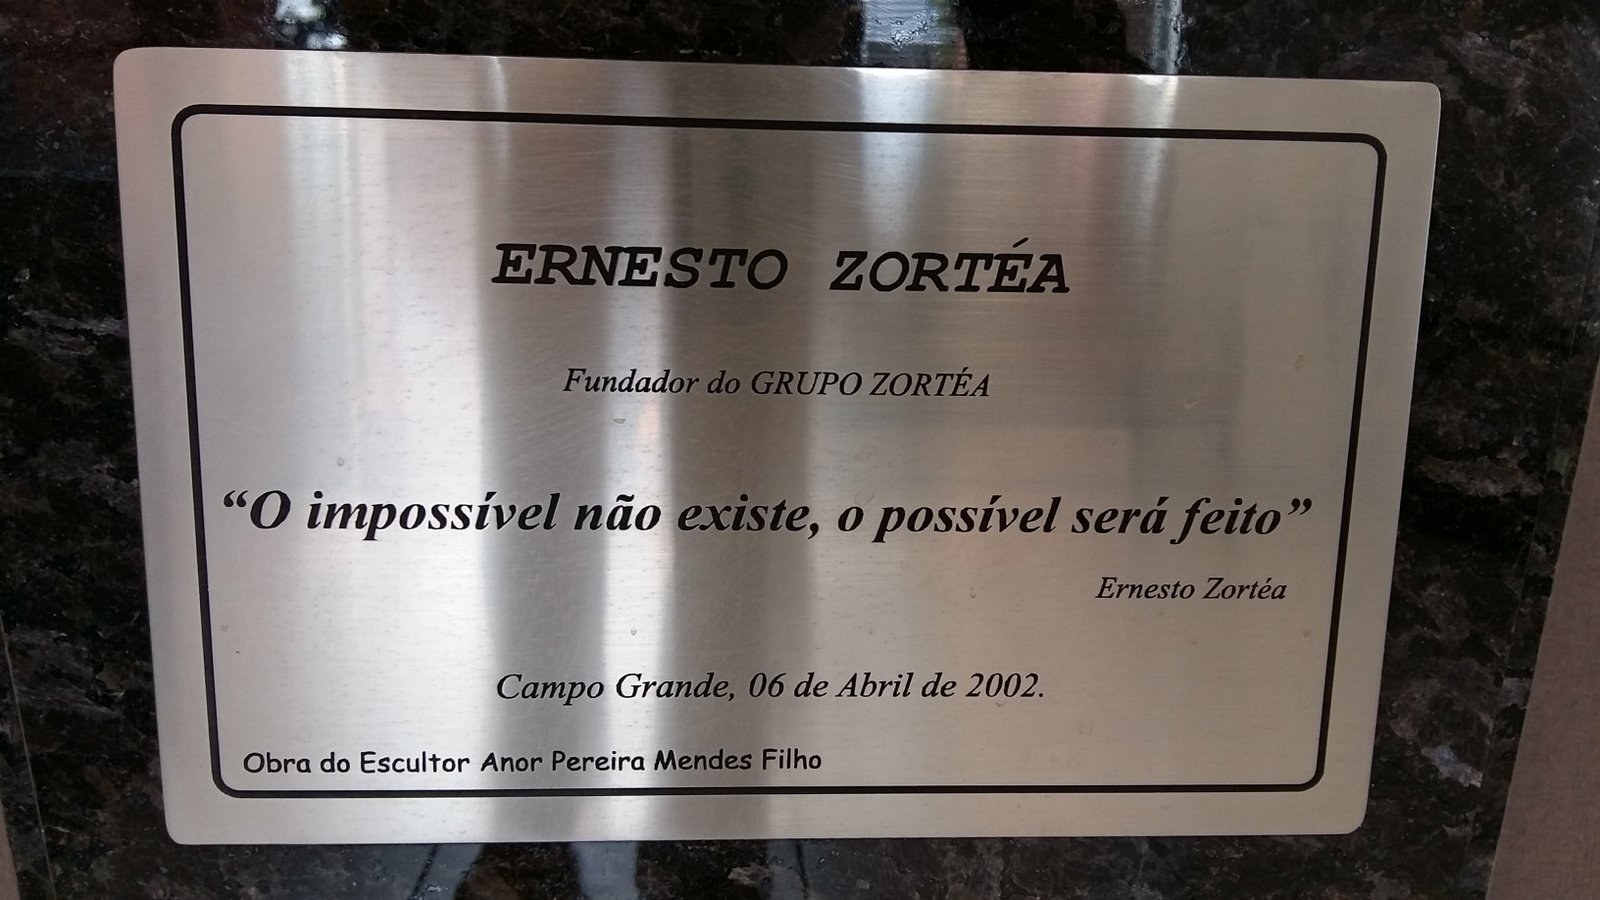 ERNESTO ZORTÉA
Fundador do GRUPO ZORTÉA
“O impossível não existe, o possível será feito”
Ernesto Zortéa
Campo Grande, 06 de Abril de 2002.
Obra do Escultor Anor Pereira Mendes Filho